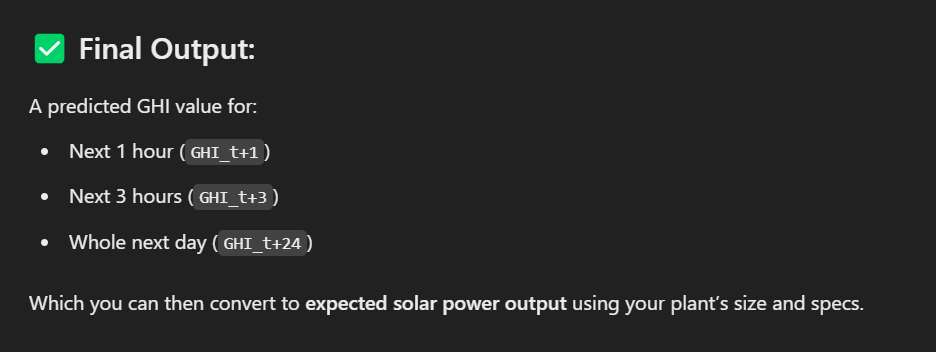 ✅ Final Output:
A predicted GHI value for:
• Next 1 hour (GHI_t+1)
• Next 3 hours (GHI_t+3)
• Whole next day (GHI_t+24)
Which you can then convert to expected solar power output using your plant's size and specs.